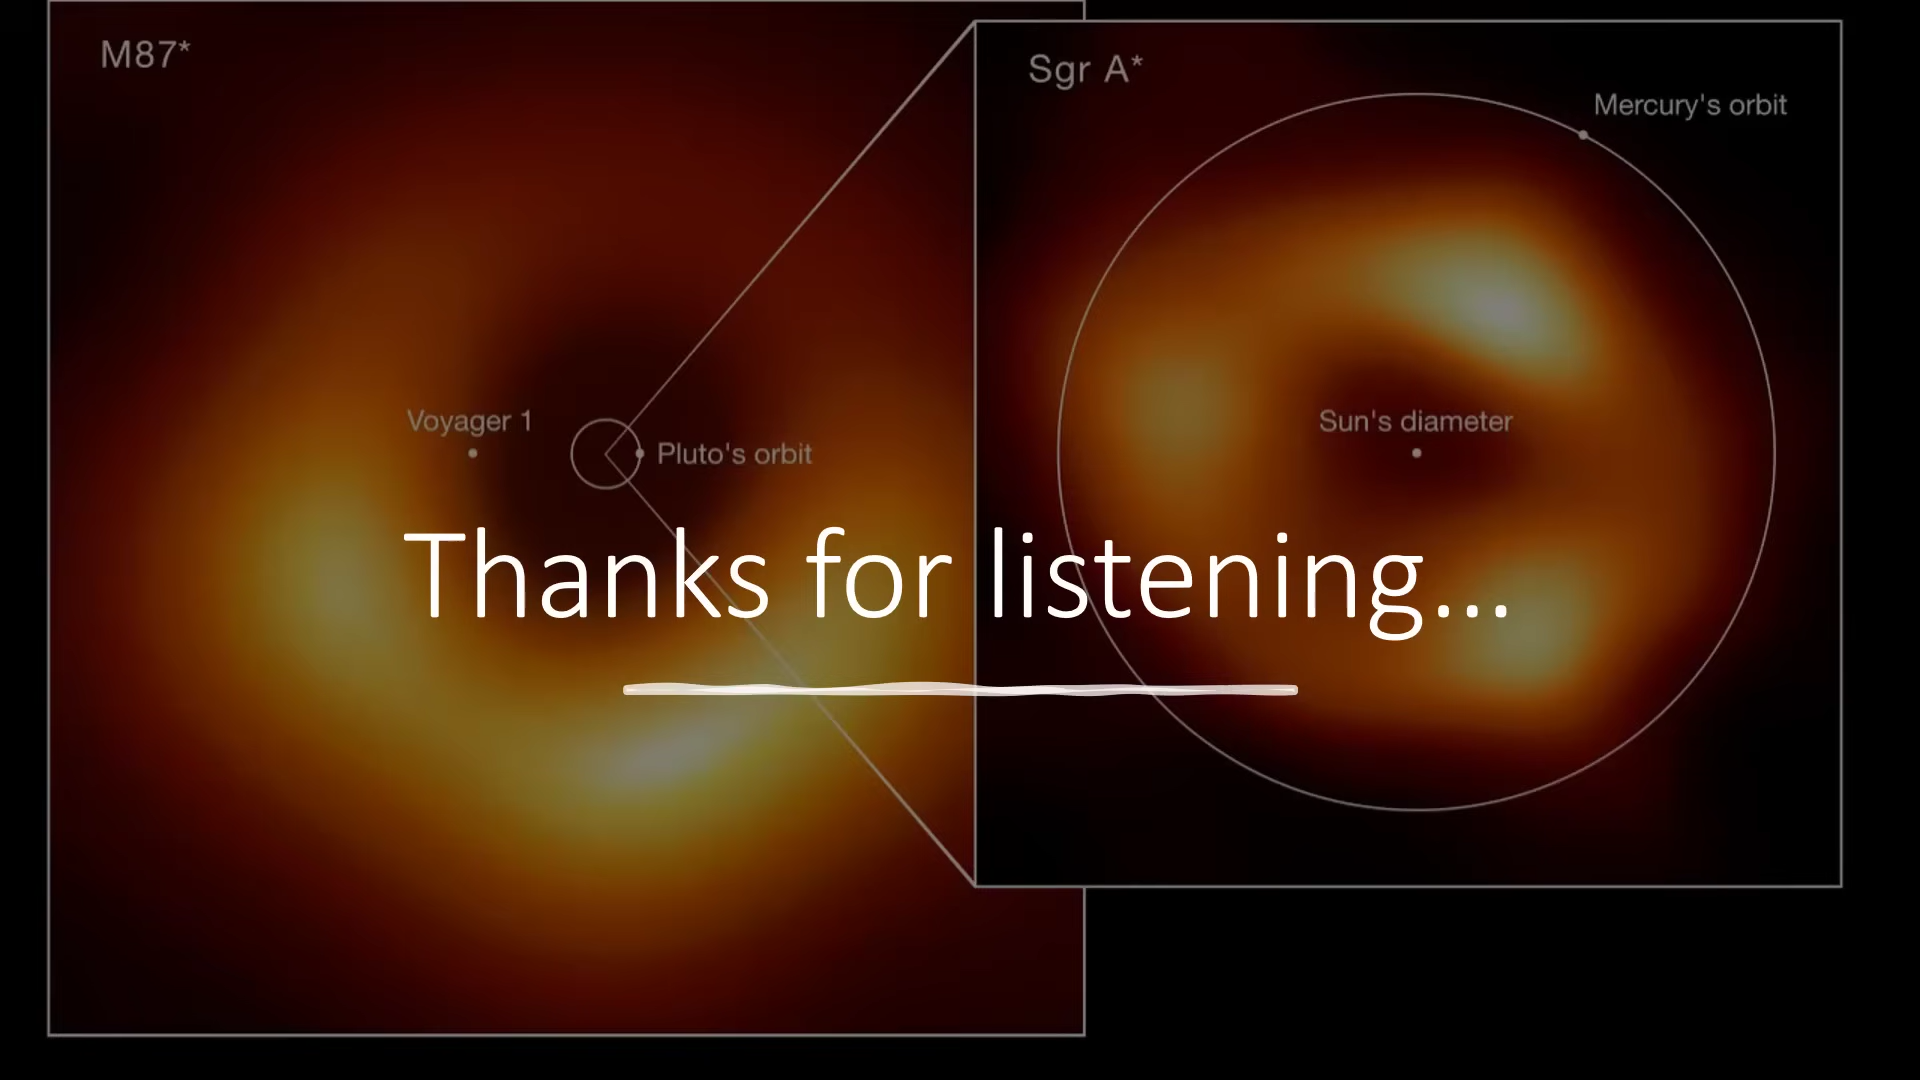 M87*
Sgr A*
Mercury's orbit
Voyager 1
Pluto's orbit
Sun's diameter
Thanks for listening...